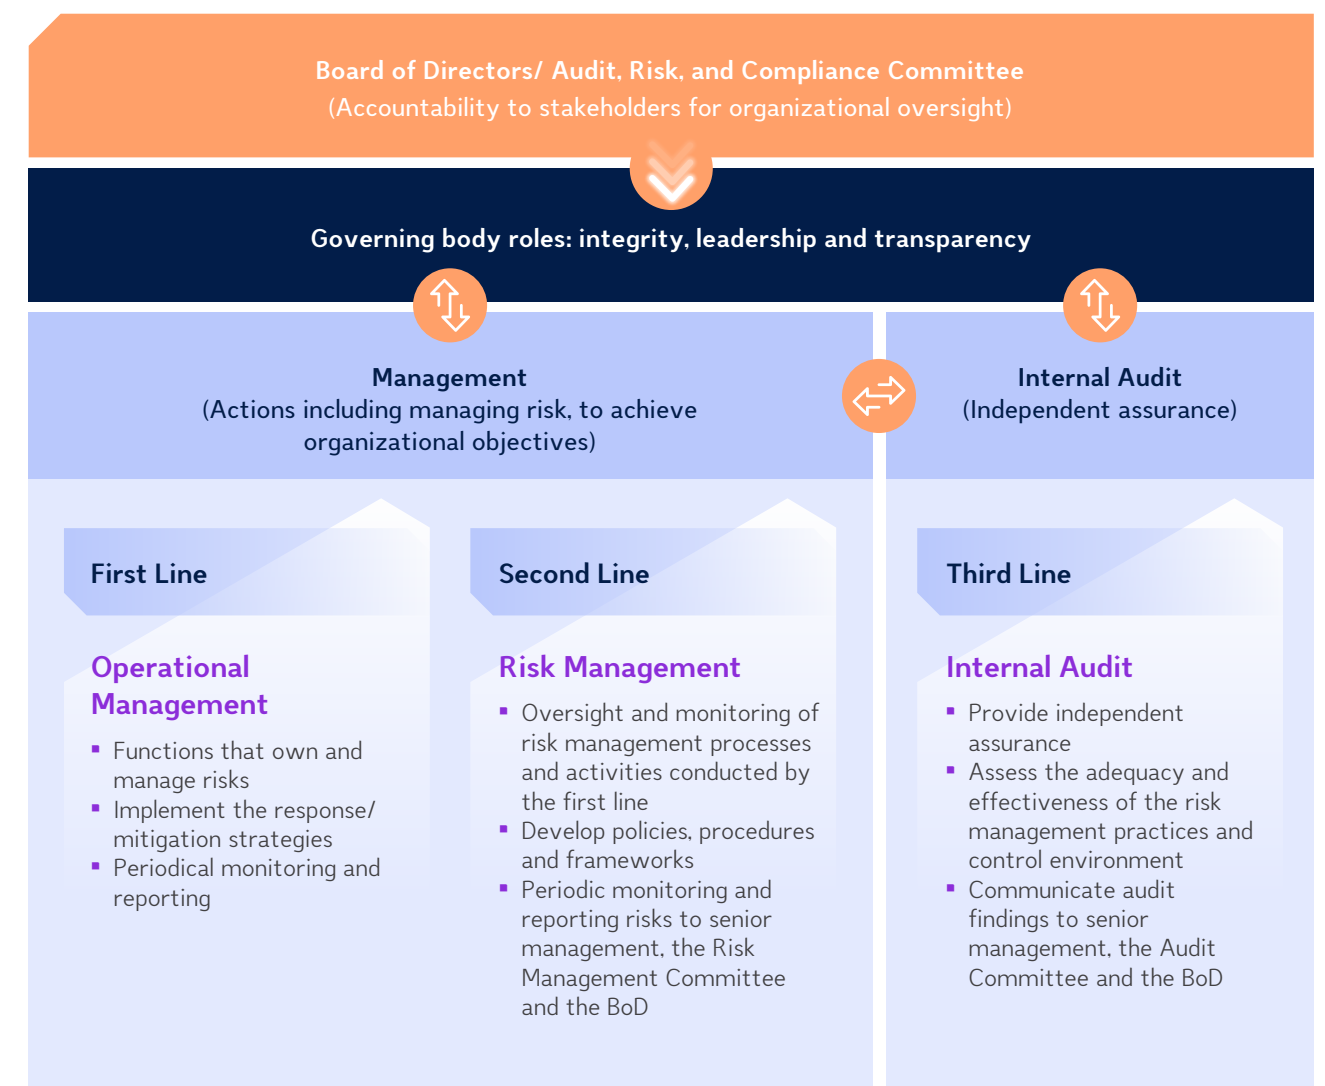 Board of Directors/ Audit, Risk, and Compliance Committee
(Accountability to stakeholders for organizational oversight)
Governing body roles: integrity, leadership and transparency
Management
(Actions including managing risk, to achieve
organizational objectives)
Internal Audit
(Independent assurance)
First Line
Operational
Management
▪ Functions that own and
manage risks
▪ Implement the response/
mitigation strategies
▪ Periodical monitoring and
reporting
Second Line
Risk Management
▪ Oversight and monitoring of
risk management processes
and activities conducted by
the first line
▪ Develop policies, procedures
and frameworks
▪ Periodic monitoring and
reporting risks to senior
management, the Risk
Management Committee
and the BoD
Third Line
Internal Audit
▪ Provide independent
assurance
▪ Assess the adequacy and
effectiveness of the risk
management practices and
control environment
▪ Communicate audit
findings to senior
management, the Audit
Committee and the BoD